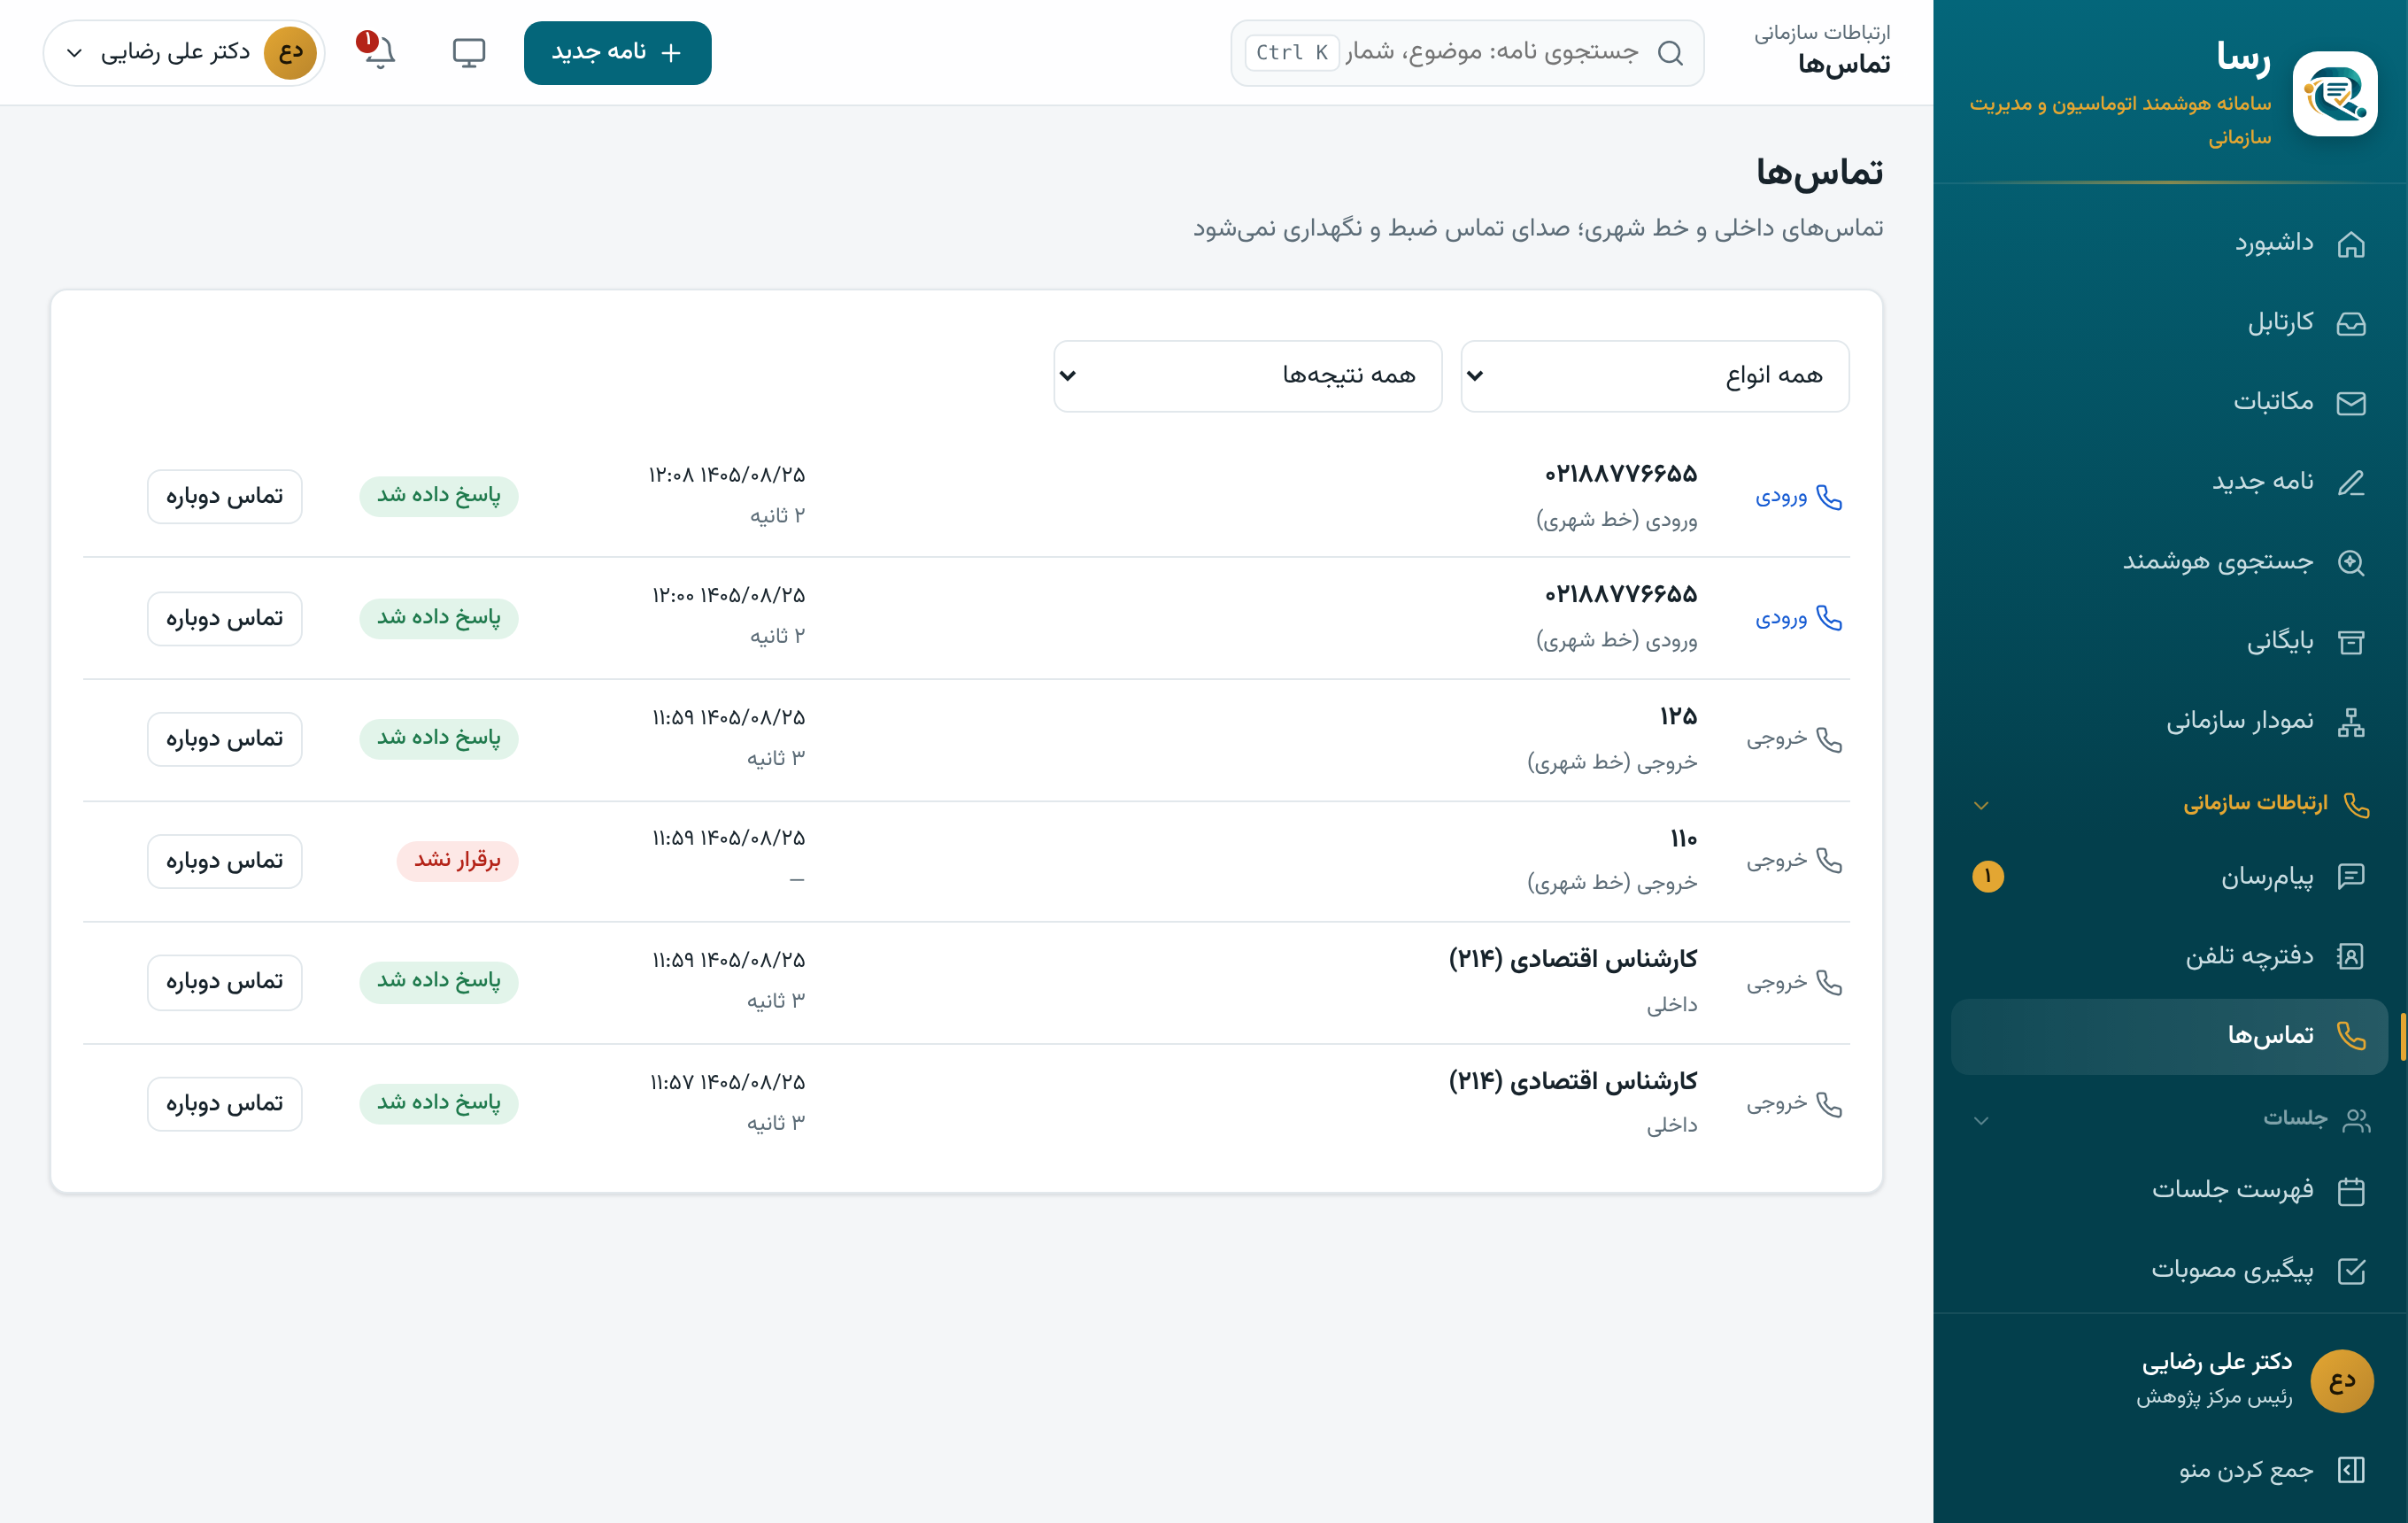 رسا
سامانه هوشمند اتوماسیون و مدیریت
سازمانی
داشبورد
کارتابل
مکاتبات
نامه جدید
جستجوی هوشمند
بایگانی
نمودار سازمانی
ارتباطات سازمانی
پیام‌رسان
۱
دفترچه تلفن
تماس‌ها
جلسات
فهرست جلسات
پیگیری مصوبات
دع
دکتر علی رضایی
رئیس مرکز پژوهش
جمع کردن منو
ارتباطات سازمانی
تماس‌ها
جستجوی نامه: موضوع، شمار
Ctrl K
نامه جدید
۱
دع
دکتر علی رضایی
تماس‌ها
تماس‌های داخلی و خط شهری؛ صدای تماس ضبط و نگهداری نمی‌شود
همه انواع
همه نتیجه‌ها
ورودی
۰۲۱۸۸۷۷۶۶۵۵
ورودی (خط شهری)
۱۴۰۵/۰۸/۲۵ ۱۲:۰۸
۲ ثانیه
پاسخ داده شد
تماس دوباره
ورودی
۰۲۱۸۸۷۷۶۶۵۵
ورودی (خط شهری)
۱۴۰۵/۰۸/۲۵ ۱۲:۰۰
۲ ثانیه
پاسخ داده شد
تماس دوباره
خروجی
۱۲۵
خروجی (خط شهری)
۱۴۰۵/۰۸/۲۵ ۱۱:۵۹
۳ ثانیه
پاسخ داده شد
تماس دوباره
خروجی
۱۱۰
خروجی (خط شهری)
۱۴۰۵/۰۸/۲۵ ۱۱:۵۹
—
برقرار نشد
تماس دوباره
خروجی
کارشناس اقتصادی (۲۱۴)
داخلی
۱۴۰۵/۰۸/۲۵ ۱۱:۵۹
۳ ثانیه
پاسخ داده شد
تماس دوباره
خروجی
کارشناس اقتصادی (۲۱۴)
داخلی
۱۴۰۵/۰۸/۲۵ ۱۱:۵۷
۳ ثانیه
پاسخ داده شد
تماس دوباره